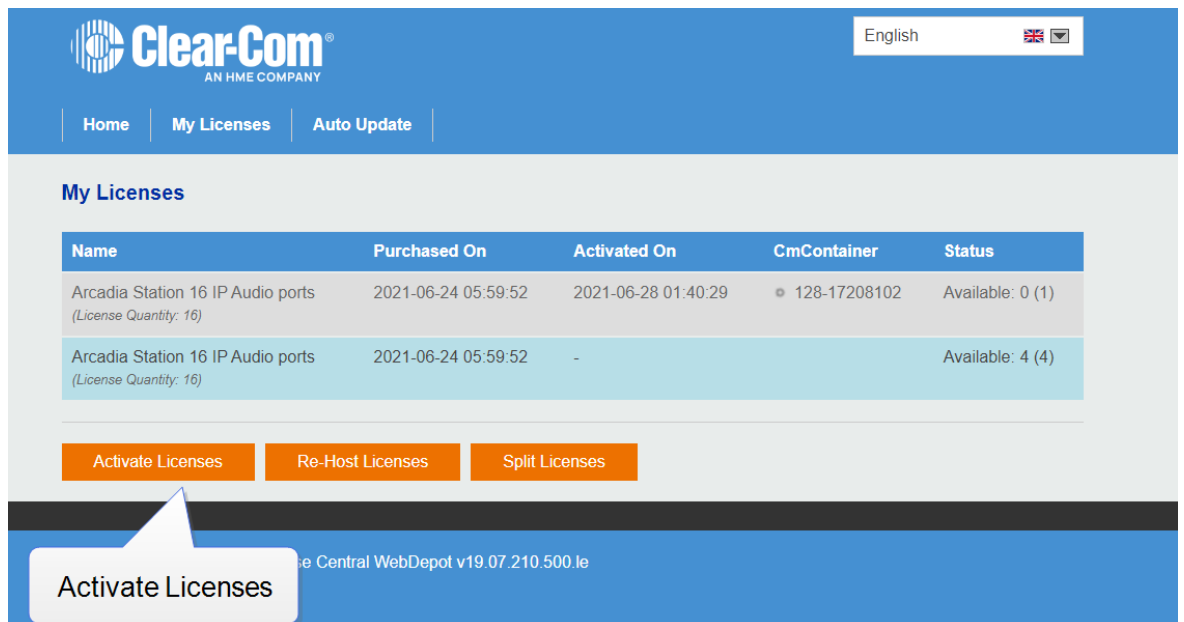 Clear-Com®
AN HME COMPANY
English
Home My Licenses Auto Update
My Licenses
Name Purchased On Activated On CmContainer Status
Arcadia Station 16 IP Audio ports 2021-06-24 05:59:52 2021-06-28 01:40:29 128-17208102 Available: 0 (1)
(License Quantity: 16)
Arcadia Station 16 IP Audio ports 2021-06-24 05:59:52 - Available: 4 (4)
(License Quantity: 16)
Activate Licenses Re-Host Licenses Split Licenses
Central WebDepot v19.07.210.500.le
Activate Licenses